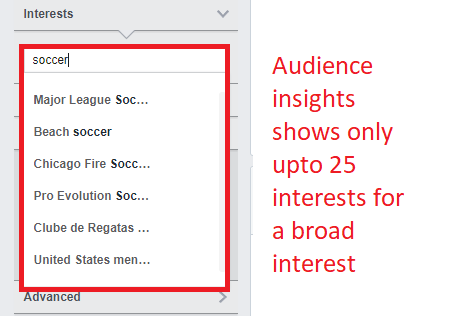 Interests
soccer
Major League Soc...
Beach soccer
Chicago Fire Socc...
Pro Evolution Soc...
Clube de Regatas ...
United States men...
Advanced
Audience
insights
shows only
upto 25
interests for
a broad
interest